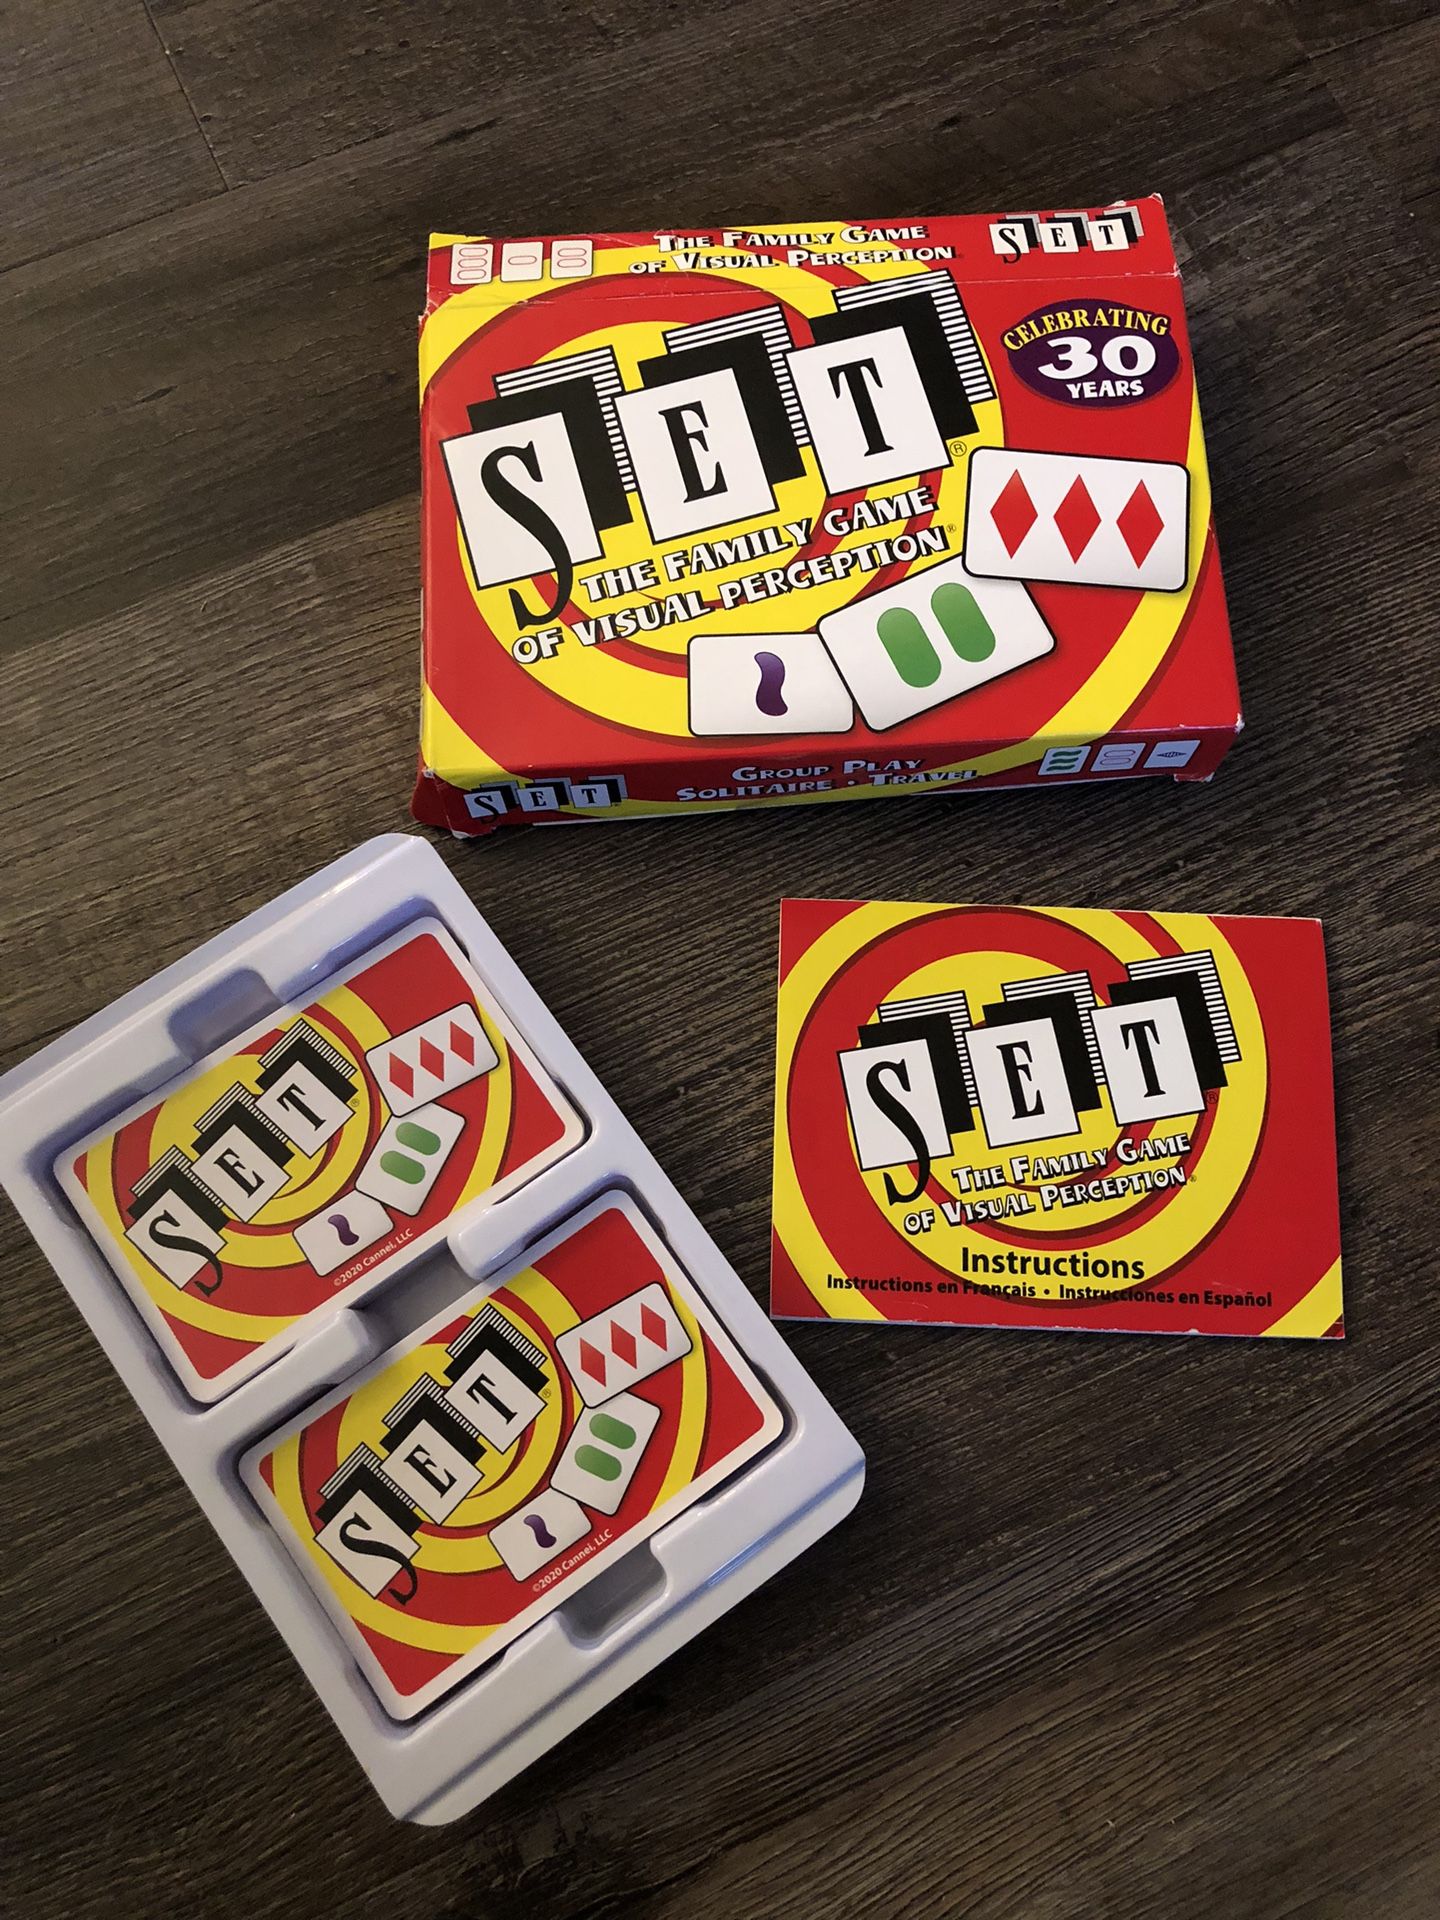 THE FAMILY GAME
OF VISUAL PERCEPTION
SET
CELEBRATING
30
YEARS
SET®
THE FAMILY GAME
OF VISUAL PERCEPTION®
SET
GROUP PLAY
SOLITAIRE • TRAVEL
SET®
THE FAMILY GAME
OF VISUAL PERCEPTION®
Instructions
Instructions en Français • Instrucciones en Español
SET®
©2020 Cannei, LLC
SET®
©2020 Cannei, LLC